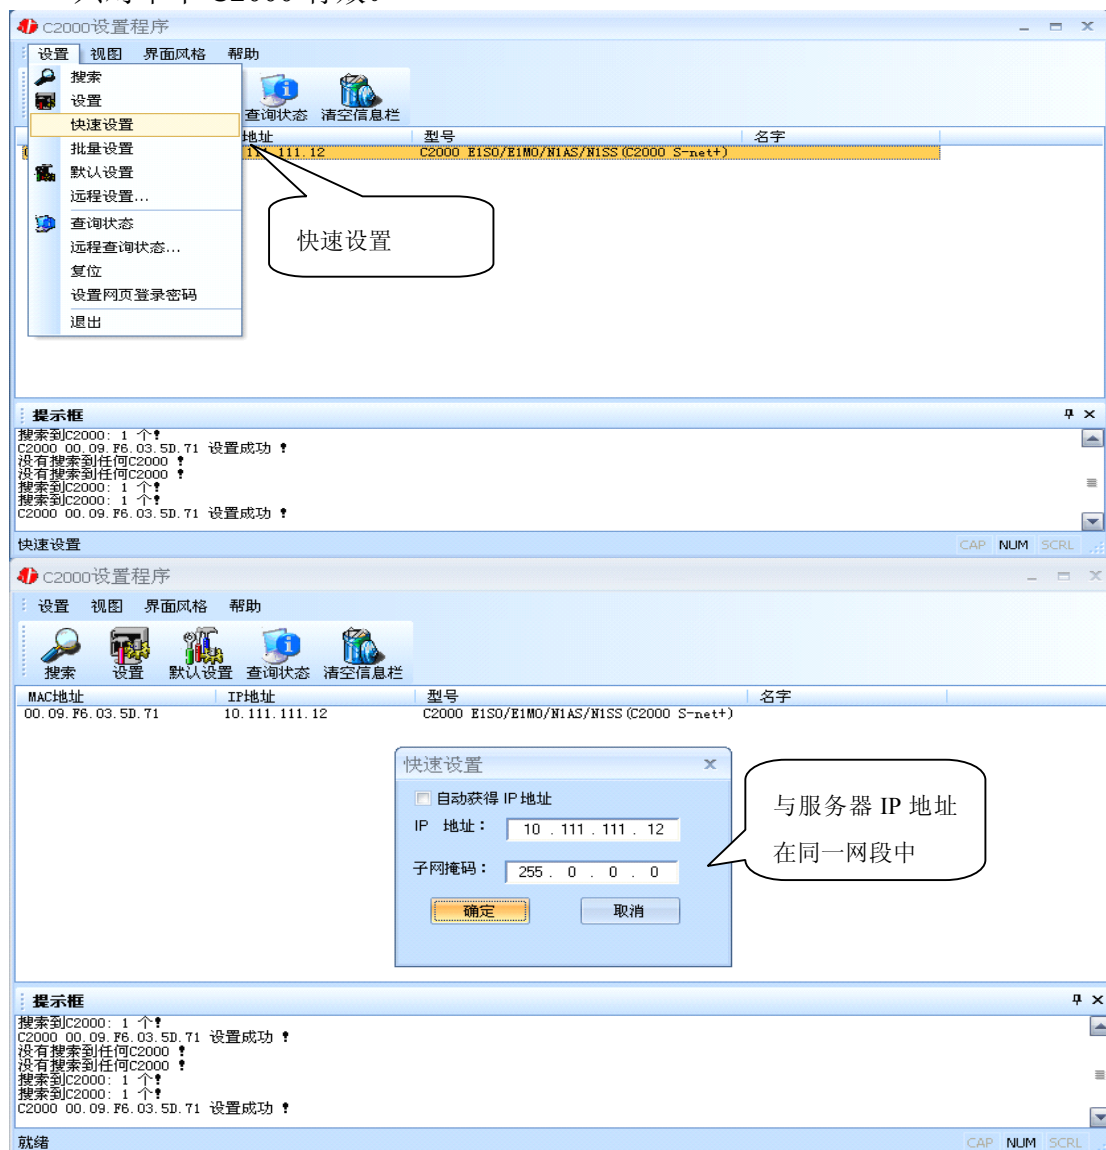 C2000设置程序
设置 视图 界面风格 帮助
搜索
设置
快速设置
批量设置
默认设置
远程设置...
查询状态
远程查询状态...
复位
设置网页登录密码
退出
查询状态 清空信息栏
地址 型号 名字
111.111.12 C2000 E1S0/E1M0/N1AS/N1SS(C2000 S-net+)
快速设置
提示框
搜索到C2000: 1 个!
C2000 00.09.F6.03.5D.71 设置成功 !
没有搜索到任何C2000 !
没有搜索到任何C2000 !
搜索到C2000: 1 个!
搜索到C2000: 1 个!
C2000 00.09.F6.03.5D.71 设置成功 !
快速设置 CAP NUM SCRL
C2000设置程序
设置 视图 界面风格 帮助
搜索 设置 默认设置 查询状态 清空信息栏
MAC地址 IP地址 型号 名字
00.09.F6.03.5D.71 10.111.111.12 C2000 E1S0/E1M0/N1AS/N1SS(C2000 S-net+)
快速设置
自动获得 IP 地址
IP 地址： 10 . 111 . 111 . 12
子网掩码： 255 . 0 . 0 . 0
确定 取消
与服务器 IP 地址
在同一网段中
提示框
搜索到C2000: 1 个!
C2000 00.09.F6.03.5D.71 设置成功 !
没有搜索到任何C2000 !
没有搜索到任何C2000 !
搜索到C2000: 1 个!
搜索到C2000: 1 个!
C2000 00.09.F6.03.5D.71 设置成功 !
就绪 CAP NUM SCRL